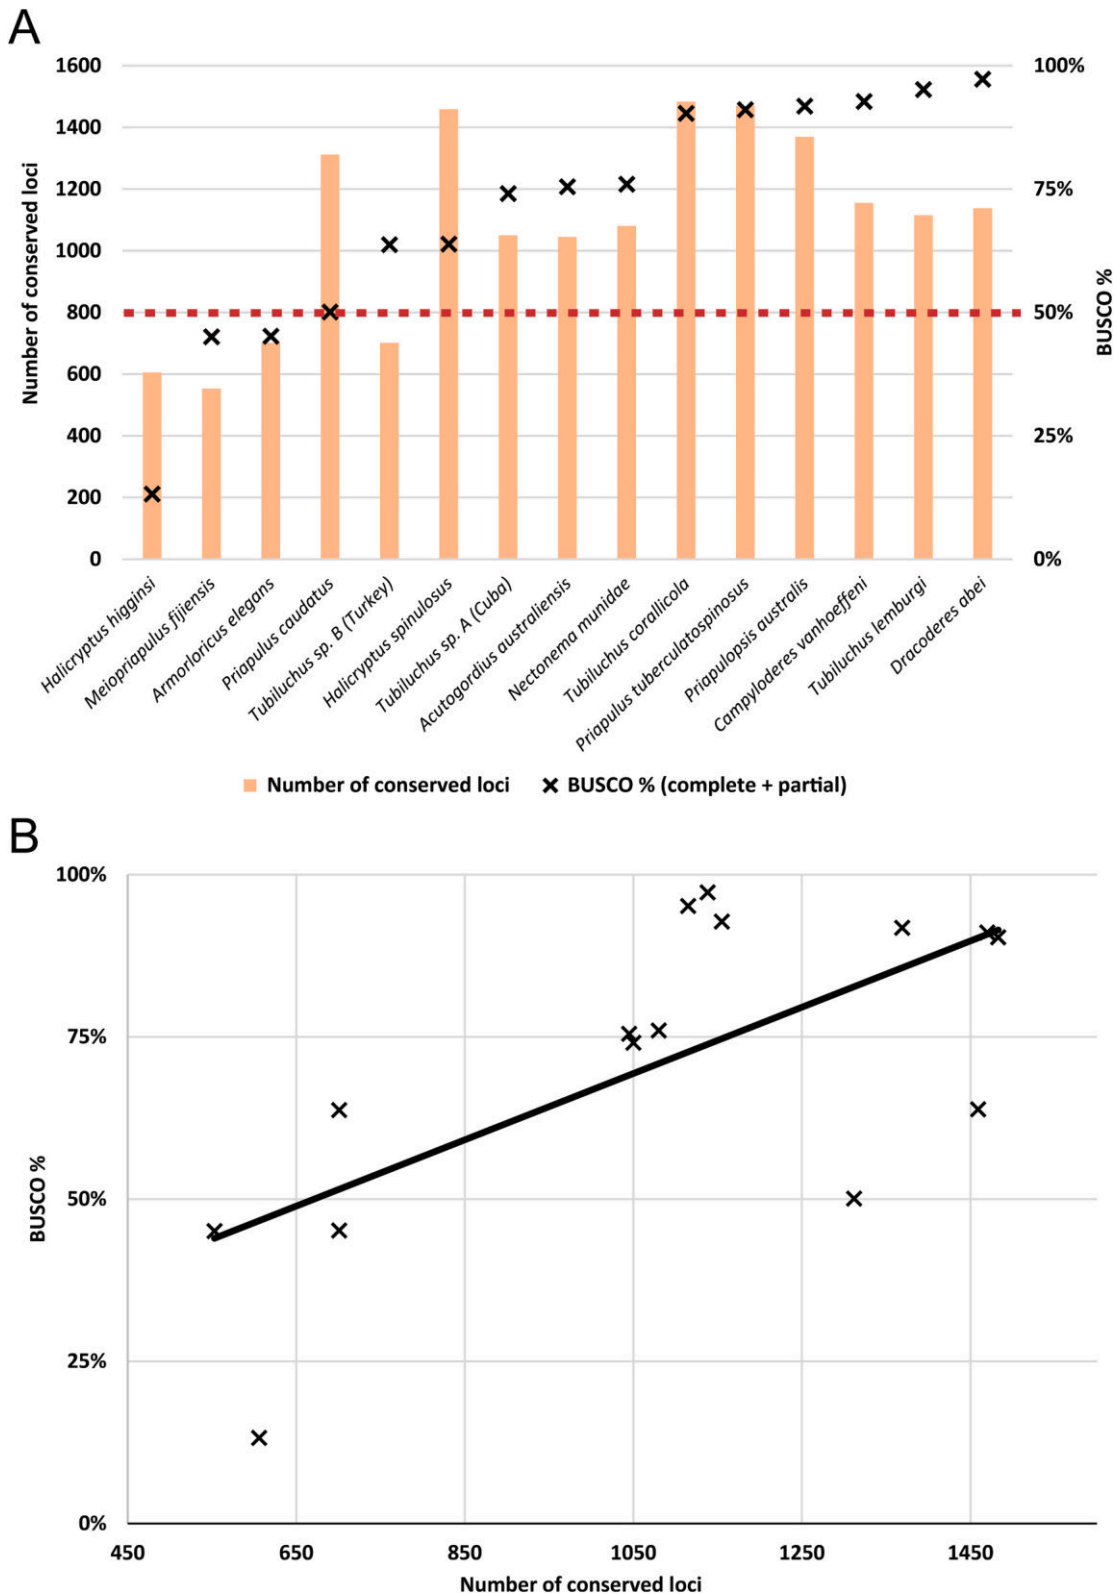 A
1600
1400
1200
1000
800
600
400
200
0
Number of conserved loci
100%
75%
50%
25%
0%
BUSCO %
Halicryptus higginsi
Meiopriapulus fijiensis
Armorloricus elegans
Priapulus caudatus
Tubiluchus sp. B (Turkey)
Halicryptus spinulosus
Tubiluchus sp. A (Cuba)
Acutogordius australiensis
Nectonema munidae
Tubiluchus corallicola
Priapulus tuberculatospinosus
Priapulopsis australis
Campyloderes vanhoeffeni
Tubiluchus lemburgi
Dracoderes abei
Number of conserved loci
BUSCO % (complete + partial)
B
100%
75%
50%
25%
0%
BUSCO %
450 650 850 1050 1250 1450
Number of conserved loci